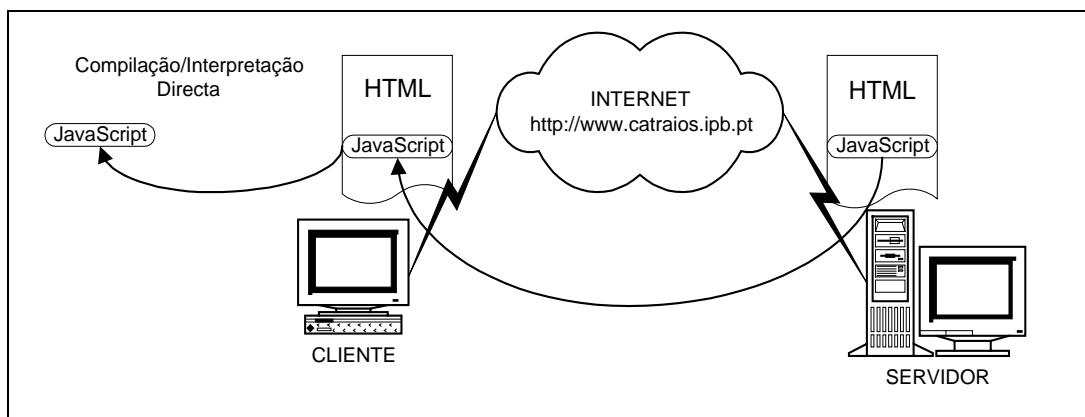 Compilação/Interpretação
Directa
JavaScript
HTML
JavaScript
INTERNET
http://www.catraios.ipb.pt
HTML
JavaScript
CLIENTE
SERVIDOR